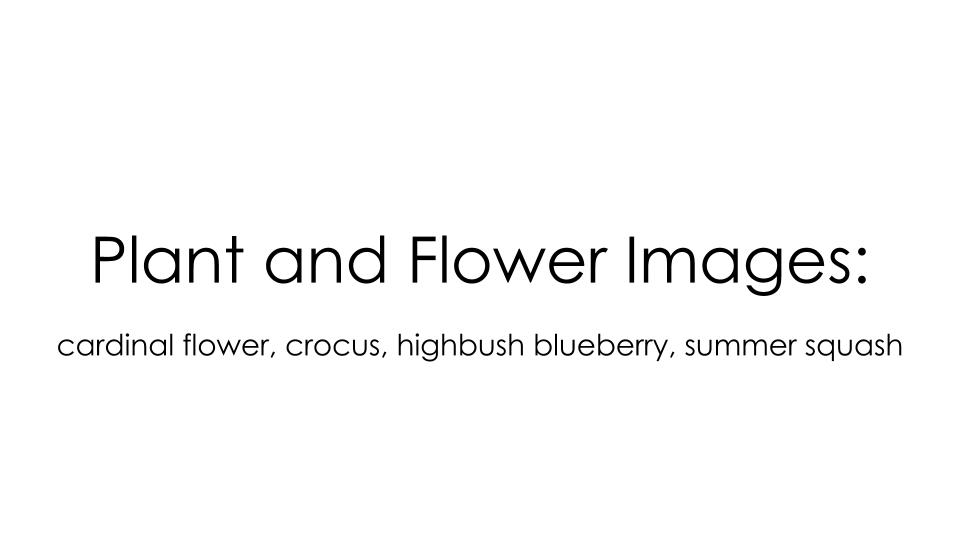 Plant and Flower Images:
cardinal flower, crocus, highbush blueberry, summer squash